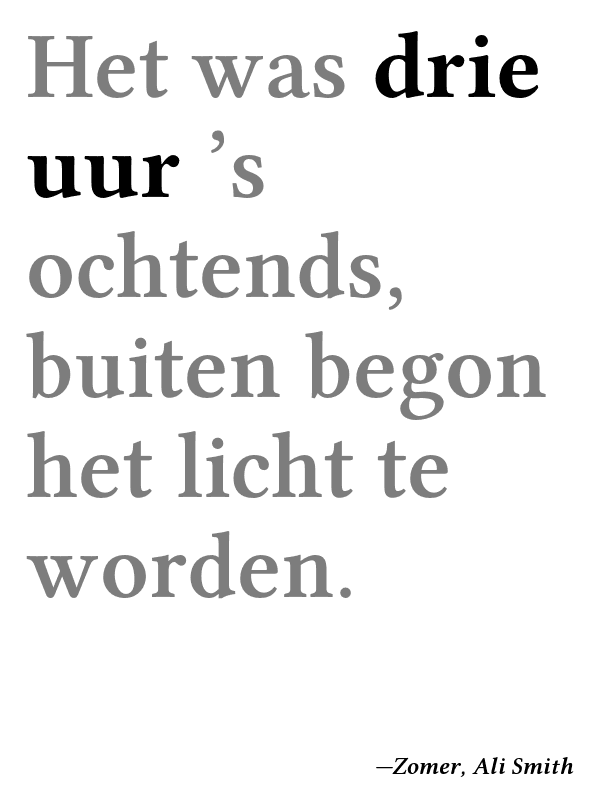 Het was drie
uur ’s
ochtends,
buiten begon
het licht te
worden.
—Zomer, Ali Smith